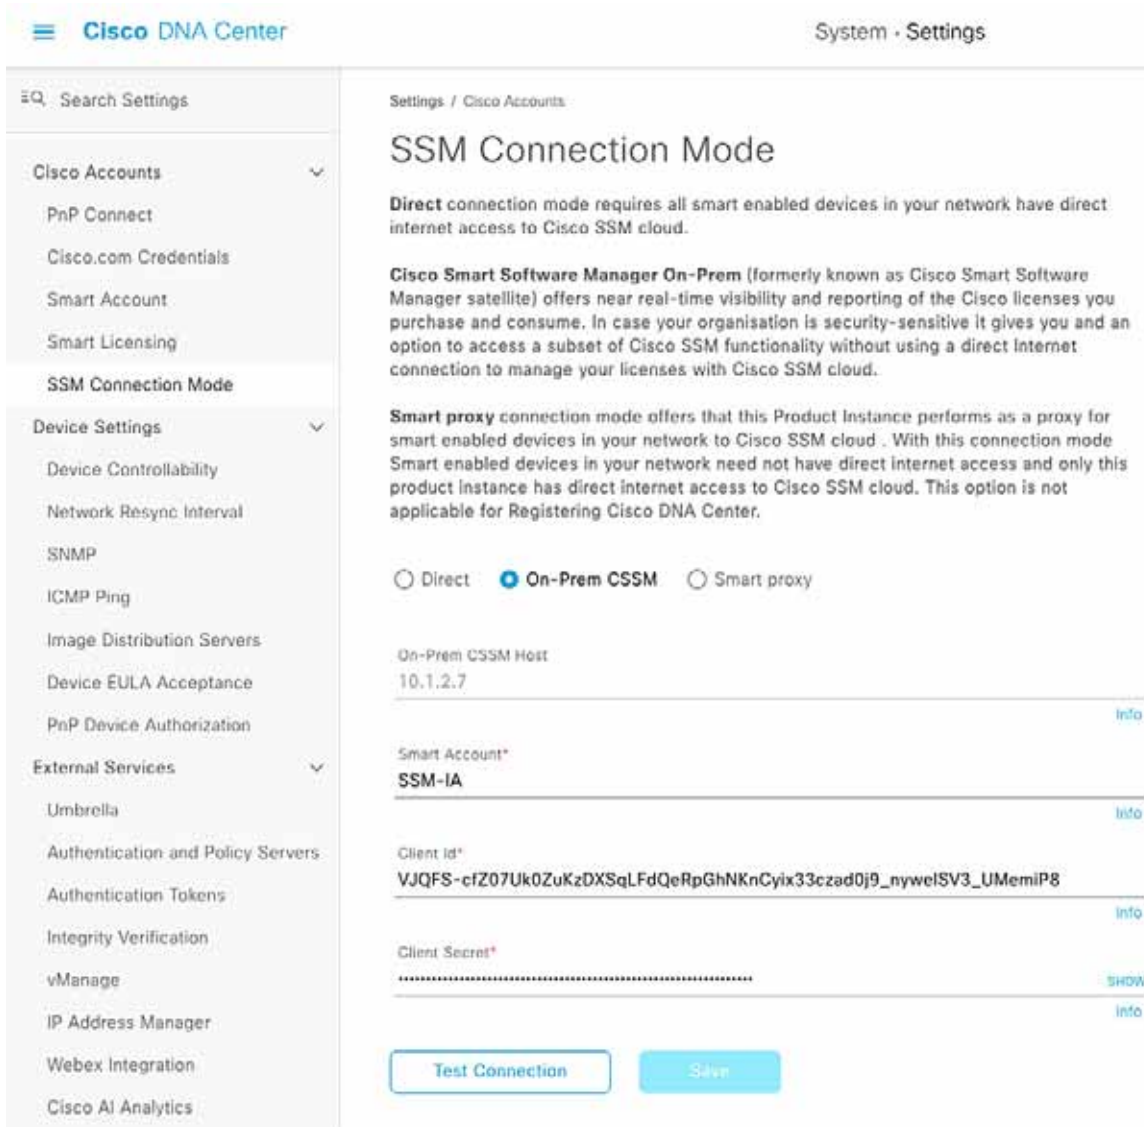 Cisco DNA Center
System · Settings
Search Settings
Cisco Accounts
PnP Connect
Cisco.com Credentials
Smart Account
Smart Licensing
SSM Connection Mode
Device Settings
Device Controllability
Network Resync Interval
SNMP
ICMP Ping
Image Distribution Servers
Device EULA Acceptance
PnP Device Authorization
External Services
Umbrella
Authentication and Policy Servers
Authentication Tokens
Integrity Verification
vManage
IP Address Manager
Webex Integration
Cisco AI Analytics
Settings / Cisco Accounts
SSM Connection Mode
Direct connection mode requires all smart enabled devices in your network have direct
internet access to Cisco SSM cloud.
Cisco Smart Software Manager On-Prem (formerly known as Cisco Smart Software
Manager satellite) offers near real-time visibility and reporting of the Cisco licenses you
purchase and consume. In case your organisation is security-sensitive it gives you and an
option to access a subset of Cisco SSM functionality without using a direct Internet
connection to manage your licenses with Cisco SSM cloud.
Smart proxy connection mode offers that this Product Instance performs as a proxy for
smart enabled devices in your network to Cisco SSM cloud . With this connection mode
Smart enabled devices in your network need not have direct internet access and only this
product instance has direct internet access to Cisco SSM cloud. This option is not
applicable for Registering Cisco DNA Center.
Direct On-Prem CSSM Smart proxy
On-Prem CSSM Host
10.1.2.7
Info
Smart Account*
SSM-IA
Info
Client Id*
VJQFS-cfZ07Uk0ZuKzDXSqLFdQeRpGhNKnCyix33czad0j9_nywelSV3_UMemiP8
Info
Client Secret*
SHOW
Info
Test Connection Save